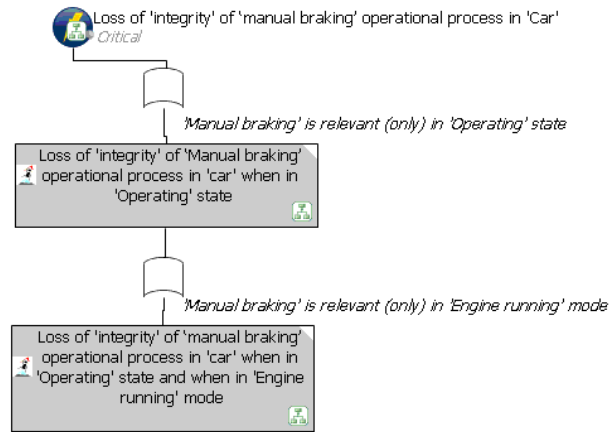 Loss of 'integrity' of 'manual braking' operational process in 'Car'
Critical
'Manual braking' is relevant (only) in 'Operating' state
Loss of 'integrity' of 'Manual braking'
operational process in 'car' when in
'Operating' state
'Manual braking' is relevant (only) in 'Engine running' mode
Loss of 'integrity' of 'manual braking'
operational process in 'car' when in
'Operating' state and when in 'Engine
running' mode